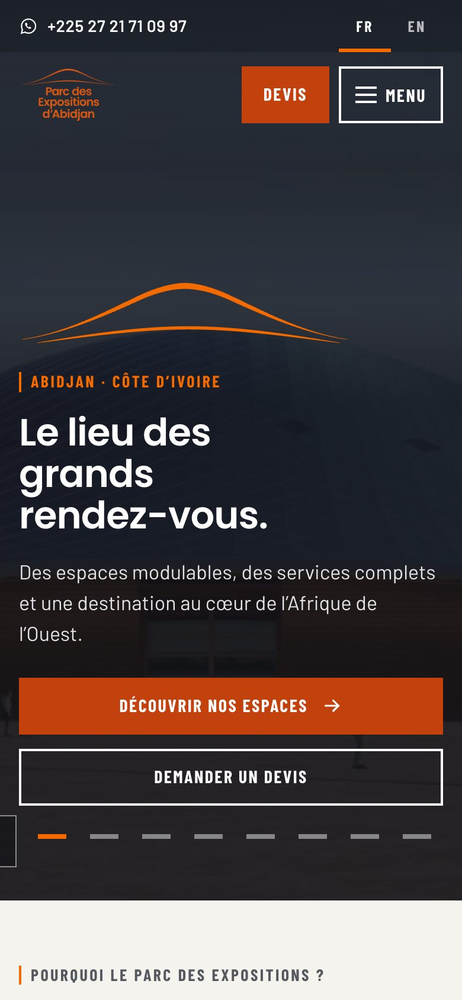 +225 27 21 71 09 97
FR
EN
Parc des
Expositions
d'Abidjan
DEVIS
MENU
ABIDJAN · CÔTE D’IVOIRE
Le lieu des
grands
rendez-vous.
Des espaces modulables, des services complets
et une destination au cœur de l’Afrique de
l’Ouest.
DÉCOUVRIR NOS ESPACES →
DEMANDER UN DEVIS
POURQUOI LE PARC DES EXPOSITIONS ?